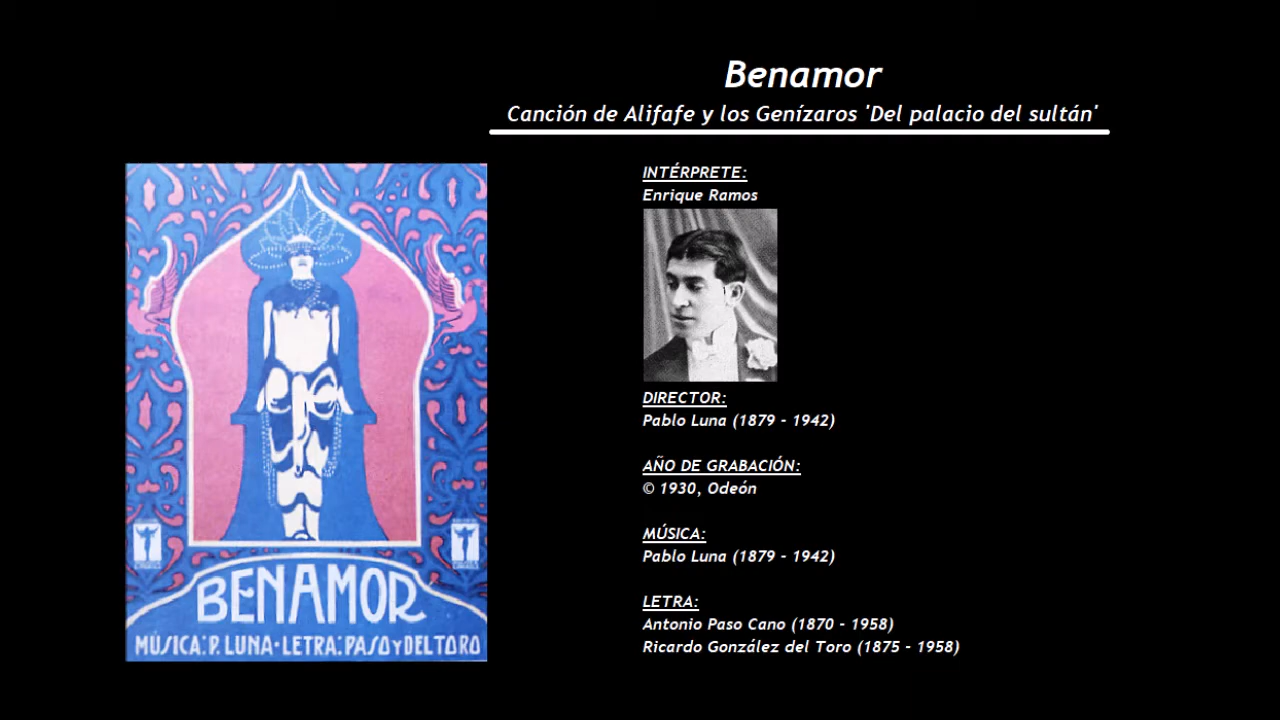 Benamor
Canción de Alifafe y los Genízaros 'Del palacio del sultán'
INTÉRPRETE:
Enrique Ramos
DIRECTOR:
Pablo Luna (1879 - 1942)
AÑO DE GRABACIÓN:
© 1930, Odeón
MÚSICA:
Pablo Luna (1879 - 1942)
LETRA:
Antonio Paso Cano (1870 - 1958)
Ricardo González del Toro (1875 - 1958)
BENAMOR
MÚSICA: P. LUNA · LETRA: PASO Y DEL TORO